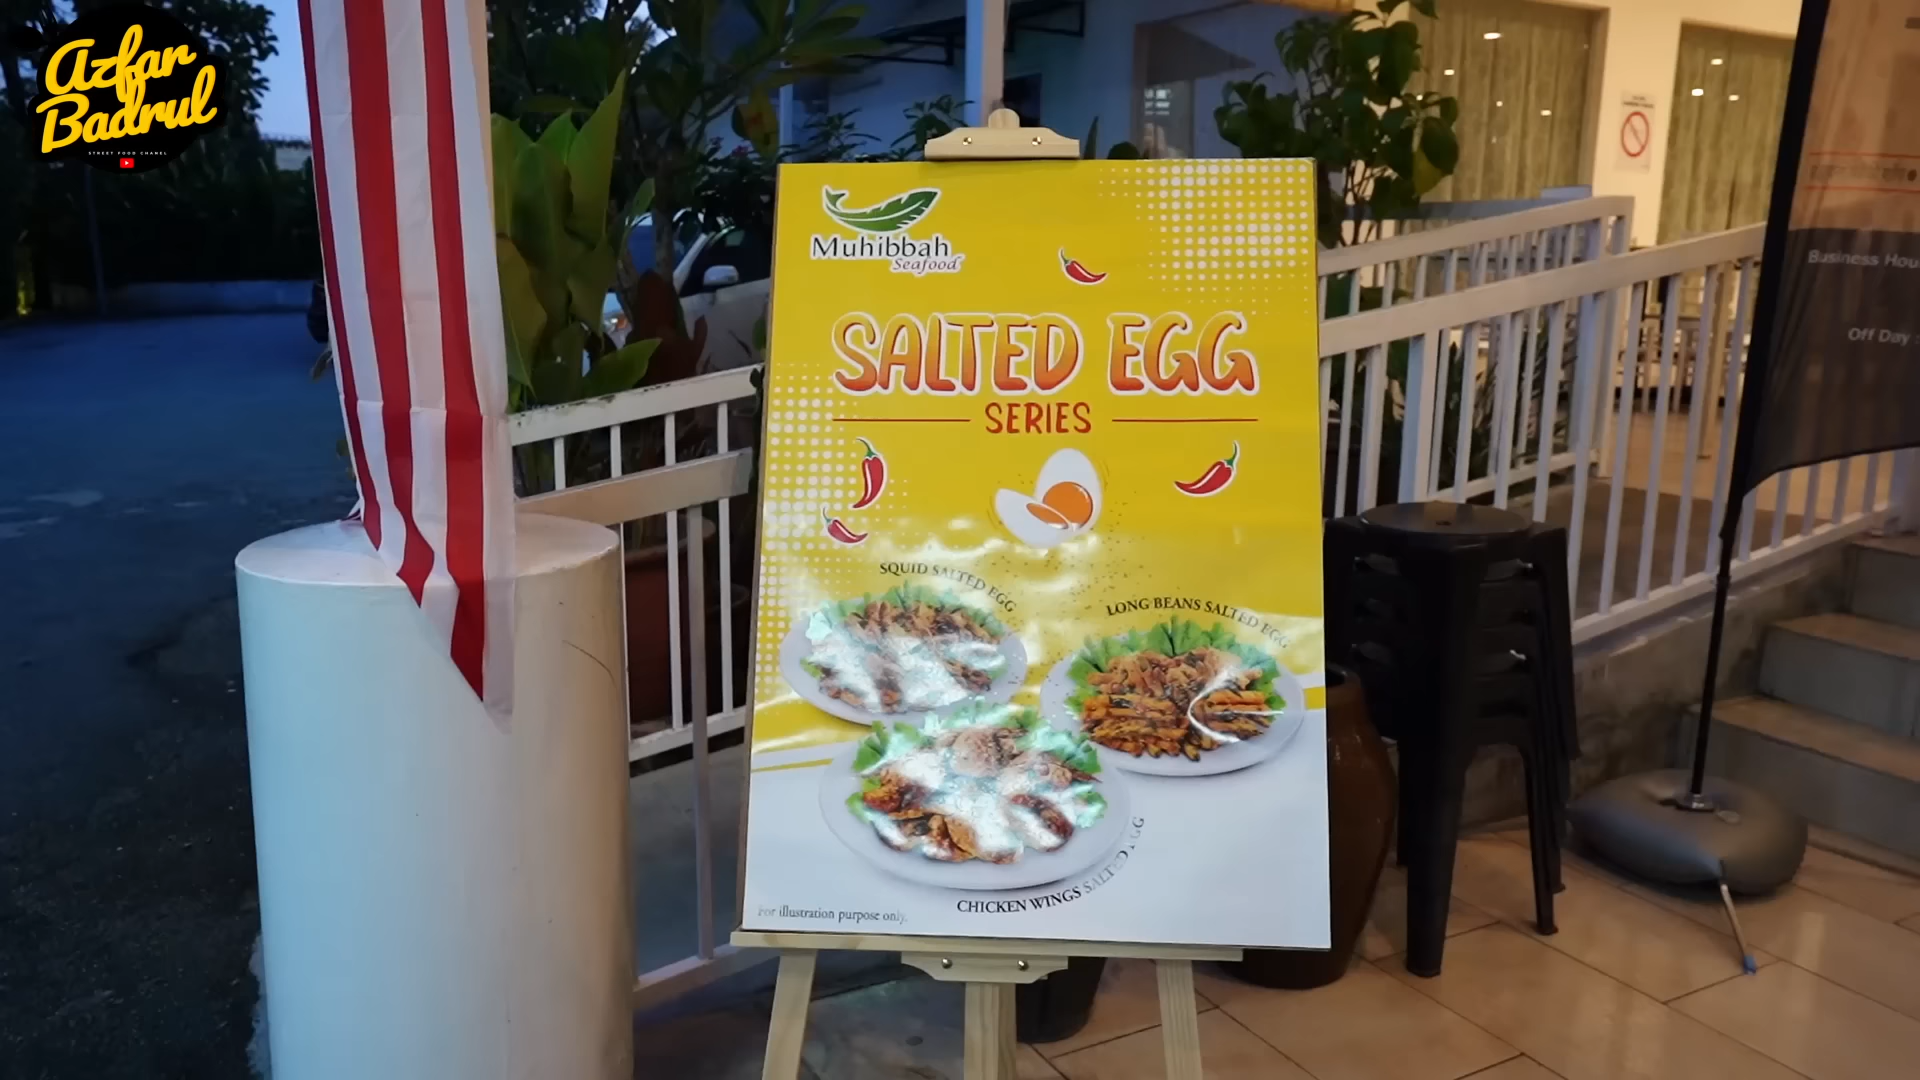 Azfar
Badrul
STREET FOOD CHANEL
Muhibbah
Seafood
SALTED EGG
SERIES
SQUID SALTED EGG
LONG BEANS SALTED EGG
CHICKEN WINGS SALTED EGG
For illustration purpose only.
Business Hou
Off Day :